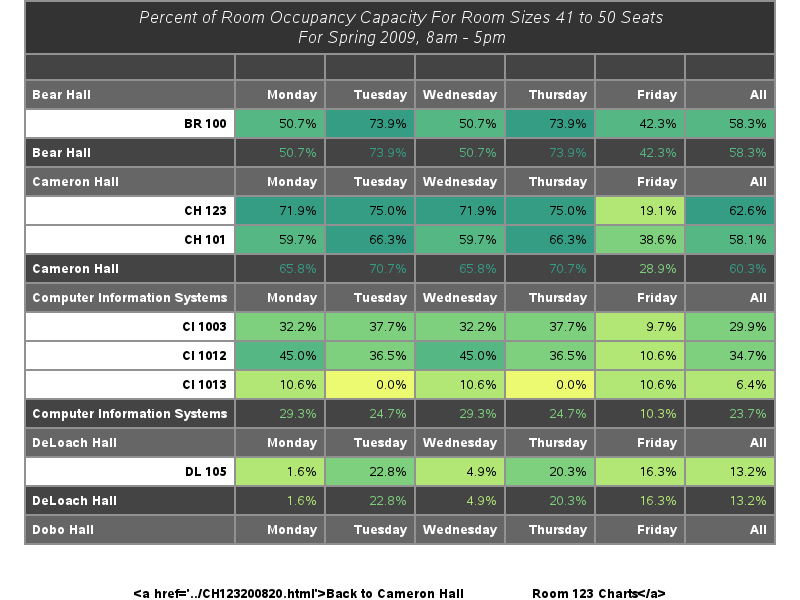 Percent of Room Occupancy Capacity For Room Sizes 41 to 50 Seats
For Spring 2009, 8am - 5pm
Bear Hall Monday Tuesday Wednesday Thursday Friday All
BR 100 50.7% 73.9% 50.7% 73.9% 42.3% 58.3%
Bear Hall 50.7% 73.9% 50.7% 73.9% 42.3% 58.3%
Cameron Hall Monday Tuesday Wednesday Thursday Friday All
CH 123 71.9% 75.0% 71.9% 75.0% 19.1% 62.6%
CH 101 59.7% 66.3% 59.7% 66.3% 38.6% 58.1%
Cameron Hall 65.8% 70.7% 65.8% 70.7% 28.9% 60.3%
Computer Information Systems Monday Tuesday Wednesday Thursday Friday All
CI 1003 32.2% 37.7% 32.2% 37.7% 9.7% 29.9%
CI 1012 45.0% 36.5% 45.0% 36.5% 10.6% 34.7%
CI 1013 10.6% 0.0% 10.6% 0.0% 10.6% 6.4%
Computer Information Systems 29.3% 24.7% 29.3% 24.7% 10.3% 23.7%
DeLoach Hall Monday Tuesday Wednesday Thursday Friday All
DL 105 1.6% 22.8% 4.9% 20.3% 16.3% 13.2%
DeLoach Hall 1.6% 22.8% 4.9% 20.3% 16.3% 13.2%
Dobo Hall Monday Tuesday Wednesday Thursday Friday All
<a href='../CH123200820.html'>Back to Cameron Hall Room 123 Charts</a>